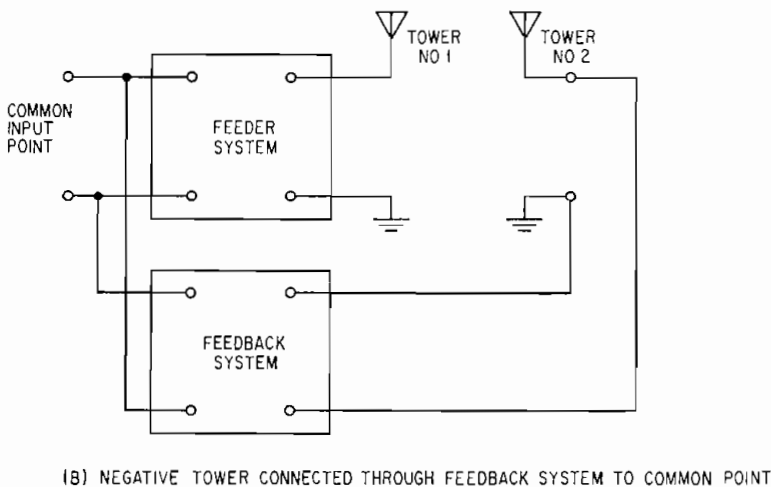 TOWER
NO 1
TOWER
NO 2
COMMON
INPUT
POINT
FEEDER
SYSTEM
FEEDBACK
SYSTEM
(B) NEGATIVE TOWER CONNECTED THROUGH FEEDBACK SYSTEM TO COMMON POINT